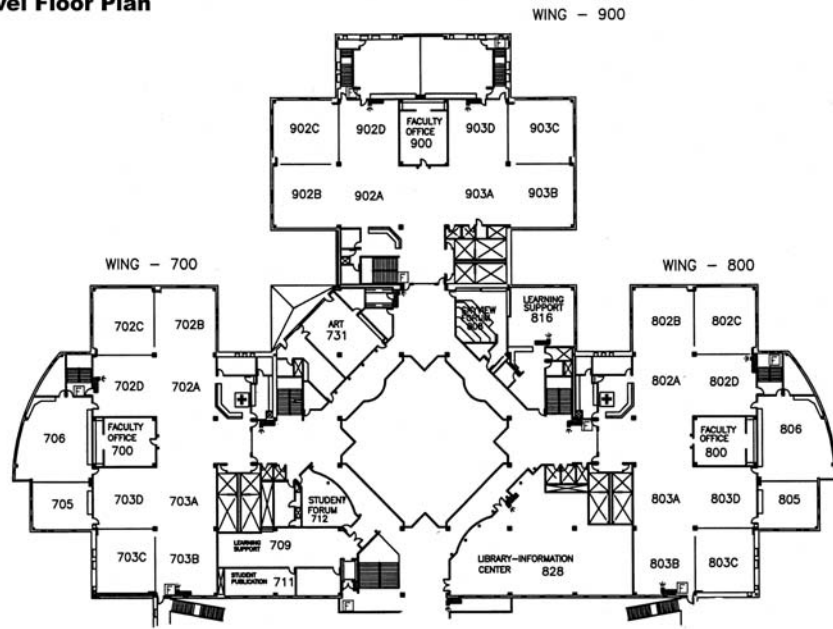 vel Floor Plan
WING - 900
902C
902D
FACULTY
OFFICE
900
903D
903C
902B
902A
903A
903B
F
WING - 700
WING - 800
702C
702B
ART
731
SKYVIEW
FORUM
808
LEARNING
SUPPORT
816
802B
802C
702D
702A
802A
802D
706
FACULTY
OFFICE
700
FACULTY
OFFICE
800
806
705
703D
703A
STUDENT
FORUM
712
803A
803D
805
703C
703B
LEARNING
SUPPORT
709
STUDENT
PUBLICATION
711
LIBRARY-INFORMATION
CENTER
828
803B
803C